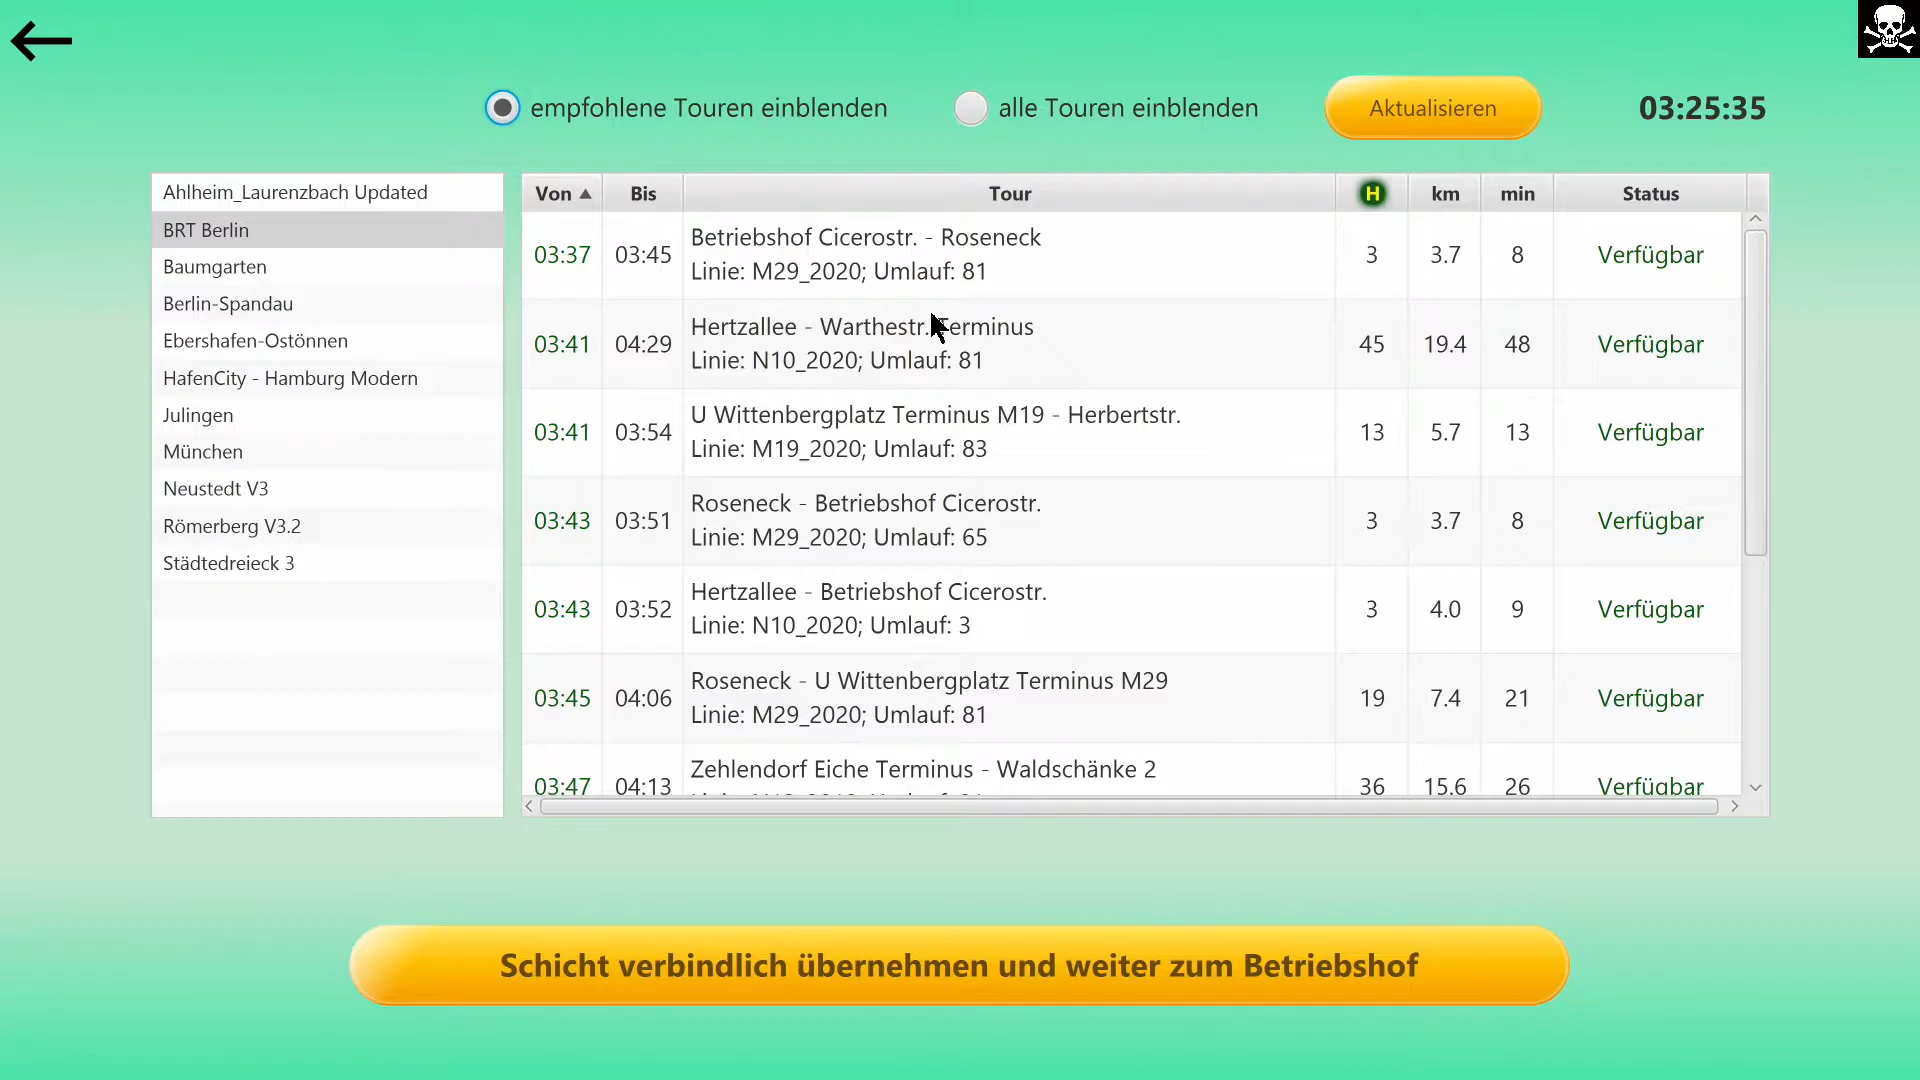 empfohlene Touren einblenden
alle Touren einblenden
Aktualisieren
03:25:35
Ahlheim_Laurenzbach Updated
BRT Berlin
Baumgarten
Berlin-Spandau
Ebershafen-Ostönnen
HafenCity - Hamburg Modern
Julingen
München
Neustedt V3
Römerberg V3.2
Städtedreieck 3
Von Bis Tour H km min Status
03:37 03:45 Betriebshof Cicerostr. - Roseneck 3 3.7 8 Verfügbar
Linie: M29_2020; Umlauf: 81
03:41 04:29 Hertzallee - Warthestr. Terminus 45 19.4 48 Verfügbar
Linie: N10_2020; Umlauf: 81
03:41 03:54 U Wittenbergplatz Terminus M19 - Herbertstr. 13 5.7 13 Verfügbar
Linie: M19_2020; Umlauf: 83
03:43 03:51 Roseneck - Betriebshof Cicerostr. 3 3.7 8 Verfügbar
Linie: M29_2020; Umlauf: 65
03:43 03:52 Hertzallee - Betriebshof Cicerostr. 3 4.0 9 Verfügbar
Linie: N10_2020; Umlauf: 3
03:45 04:06 Roseneck - U Wittenbergplatz Terminus M29 19 7.4 21 Verfügbar
Linie: M29_2020; Umlauf: 81
03:47 04:13 Zehlendorf Eiche Terminus - Waldschänke 2 36 15.6 26 Verfügbar
Schicht verbindlich übernehmen und weiter zum Betriebshof